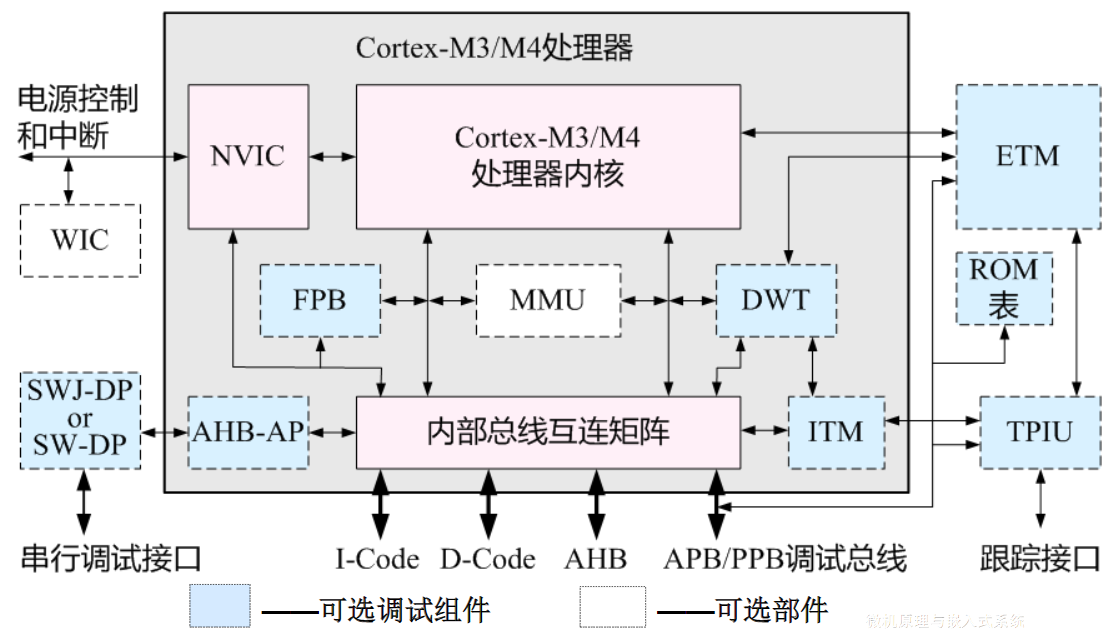 Cortex-M3/M4处理器
电源控制
和中断
NVIC
Cortex-M3/M4
处理器内核
ETM
WIC
FPB
MMU
DWT
ROM
表
SWJ-DP
or
SW-DP
AHB-AP
内部总线互连矩阵
ITM
TPIU
串行调试接口
I-Code
D-Code
AHB
APB/PPB调试总线
跟踪接口
——可选调试组件
——可选部件
微机原理与嵌入式系统